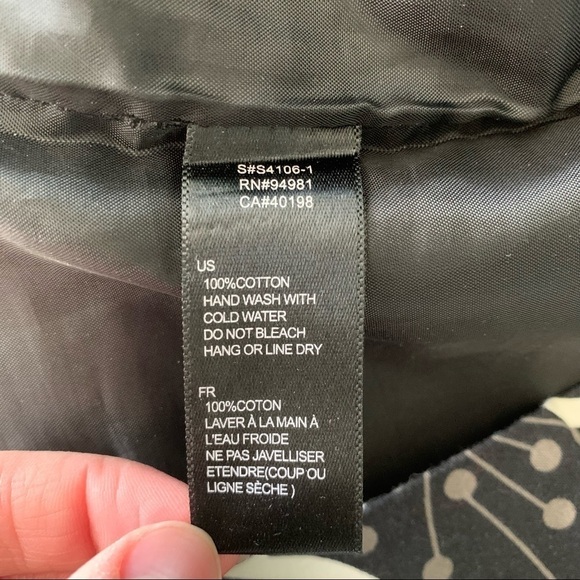 S#S4106-1
RN#94981
CA#40198
US
100%COTTON
HAND WASH WITH
COLD WATER
DO NOT BLEACH
HANG OR LINE DRY
FR
100%COTON
LAVER À LA MAIN À
L'EAU FROIDE
NE PAS JAVELLISER
ETENDRE(COUP OU
LIGNE SÈCHE )